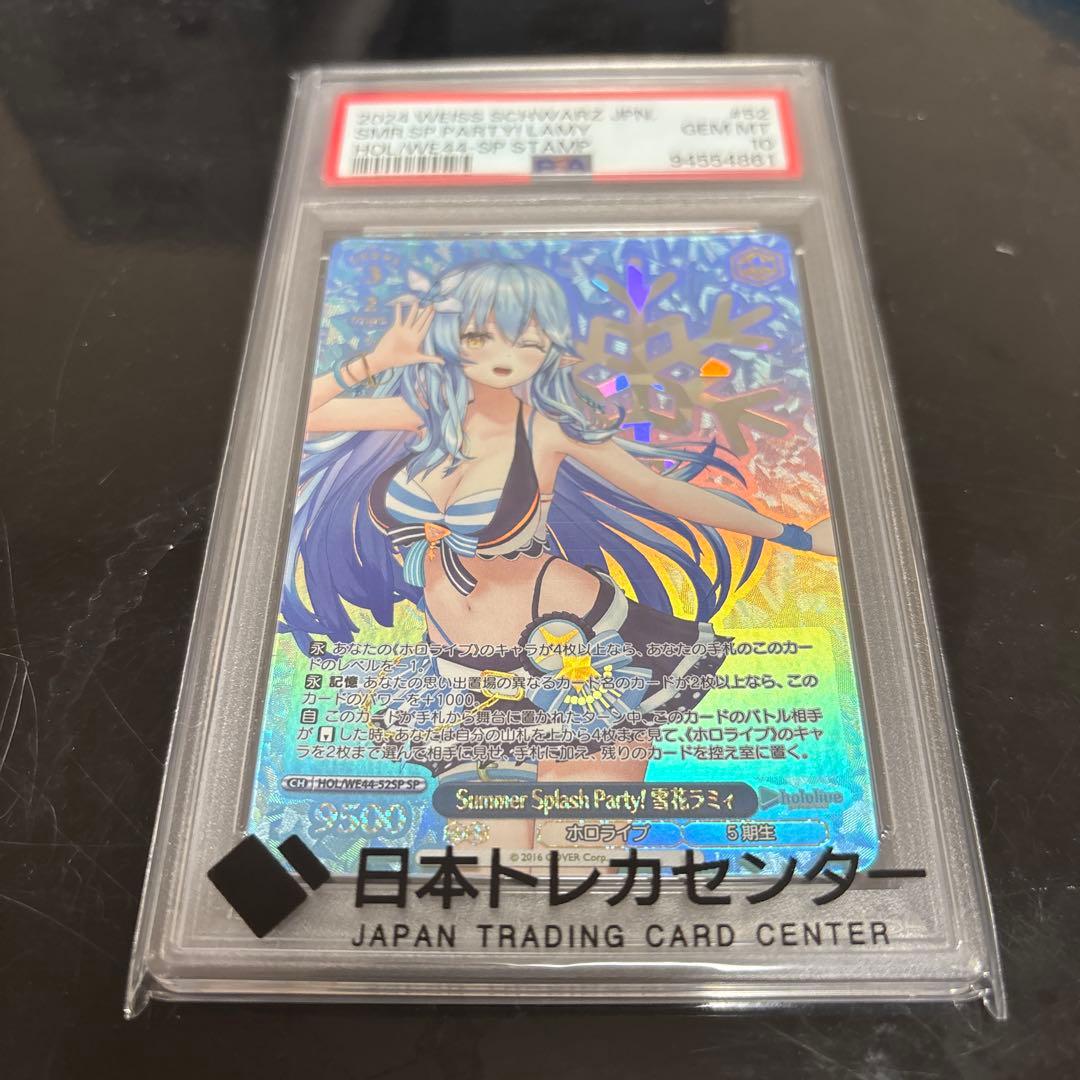 2024 WEISS SCHWARZ JPN. #52
SMR SP PARTY! LAMY GEM MT
HOL/WE44-SP STAMP 10
PSA 94554861
3
2
永 あなたの《ホロライブ》のキャラが4枚以上なら、あなたの手札のこのカー
ドのレベルを-1。
永 記憶 あなたの思い出置場の異なるカード名のカードが2枚以上なら、この
カードのパワーを+1000。
自 このカードが手札から舞台に置かれたターン中、このカードのバトル相手
が した時、あなたは自分の山札を上から4枚まで見て、《ホロライブ》のキャ
ラを2枚まで選んで相手に見せ、手札に加え、残りのカードを控え室に置く。
CH HOL/WE44-52SP SP
Summer Splash Party! 雪花ラミィ
hololive
9500
ホロライブ 5期生
© 2016 COVER Corp.
日本トレカセンター
JAPAN TRADING CARD CENTER